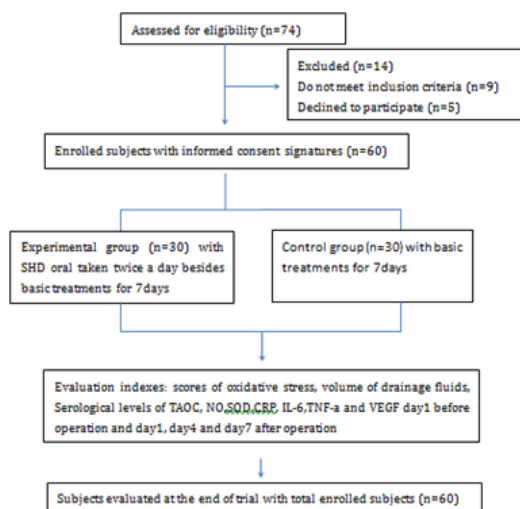 Assessed for eligibility (n=74)
Excluded (n=14)
Do not meet inclusion criteria (n=9)
Declined to participate (n=5)
Enrolled subjects with informed consent signatures (n=60)
Experimental group (n=30) with
SHD oral taken twice a day besides
basic treatments for 7days
Control group (n=30) with basic
treatments for 7days
Evaluation indexes: scores of oxidative stress, volume of drainage fluids,
Serological levels of TAOC, NO,SOD,CRP, IL-6,TNF-a and VEGF day1 before
operation and day1, day4 and day7 after operation
Subjects evaluated at the end of trial with total enrolled subjects (n=60)